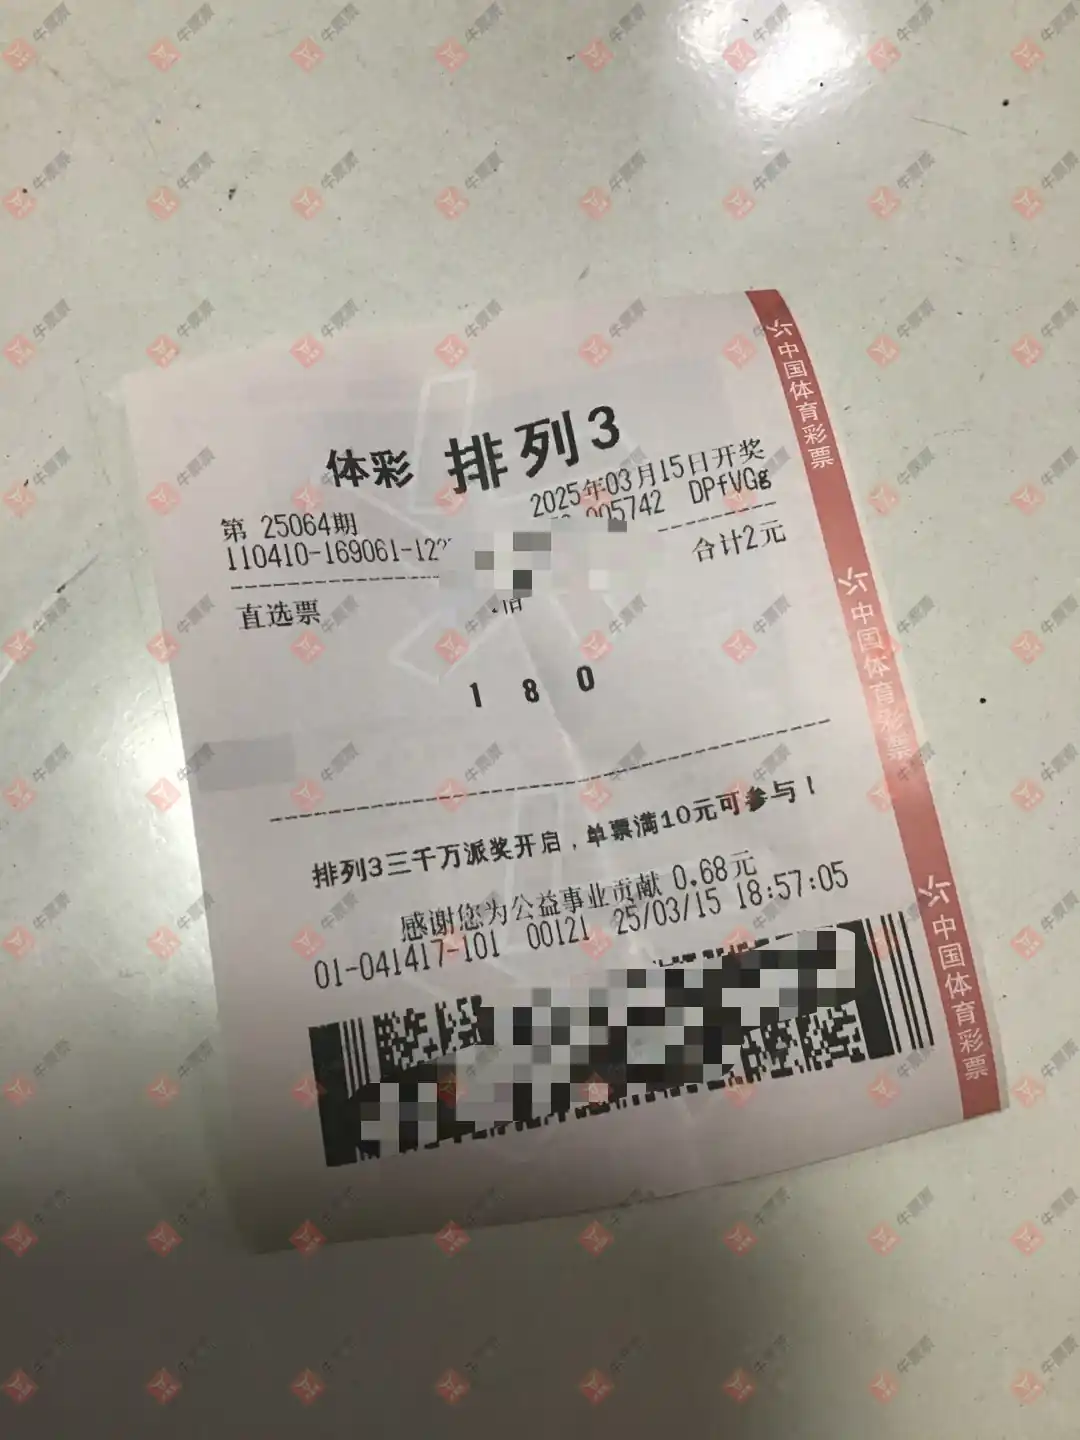 体彩 排列3
第 25064期 2025年03月15日开奖
110410-169061-12 005742 DPfVGg
合计2元
直选票
1 8 0
排列3三千万派奖开启，单票满10元可参与！
感谢您为公益事业贡献 0.68元
01-041417-101 00121 25/03/15 18:57:05
中国体育彩票
中国体育彩票
中国体育彩票
牛票票